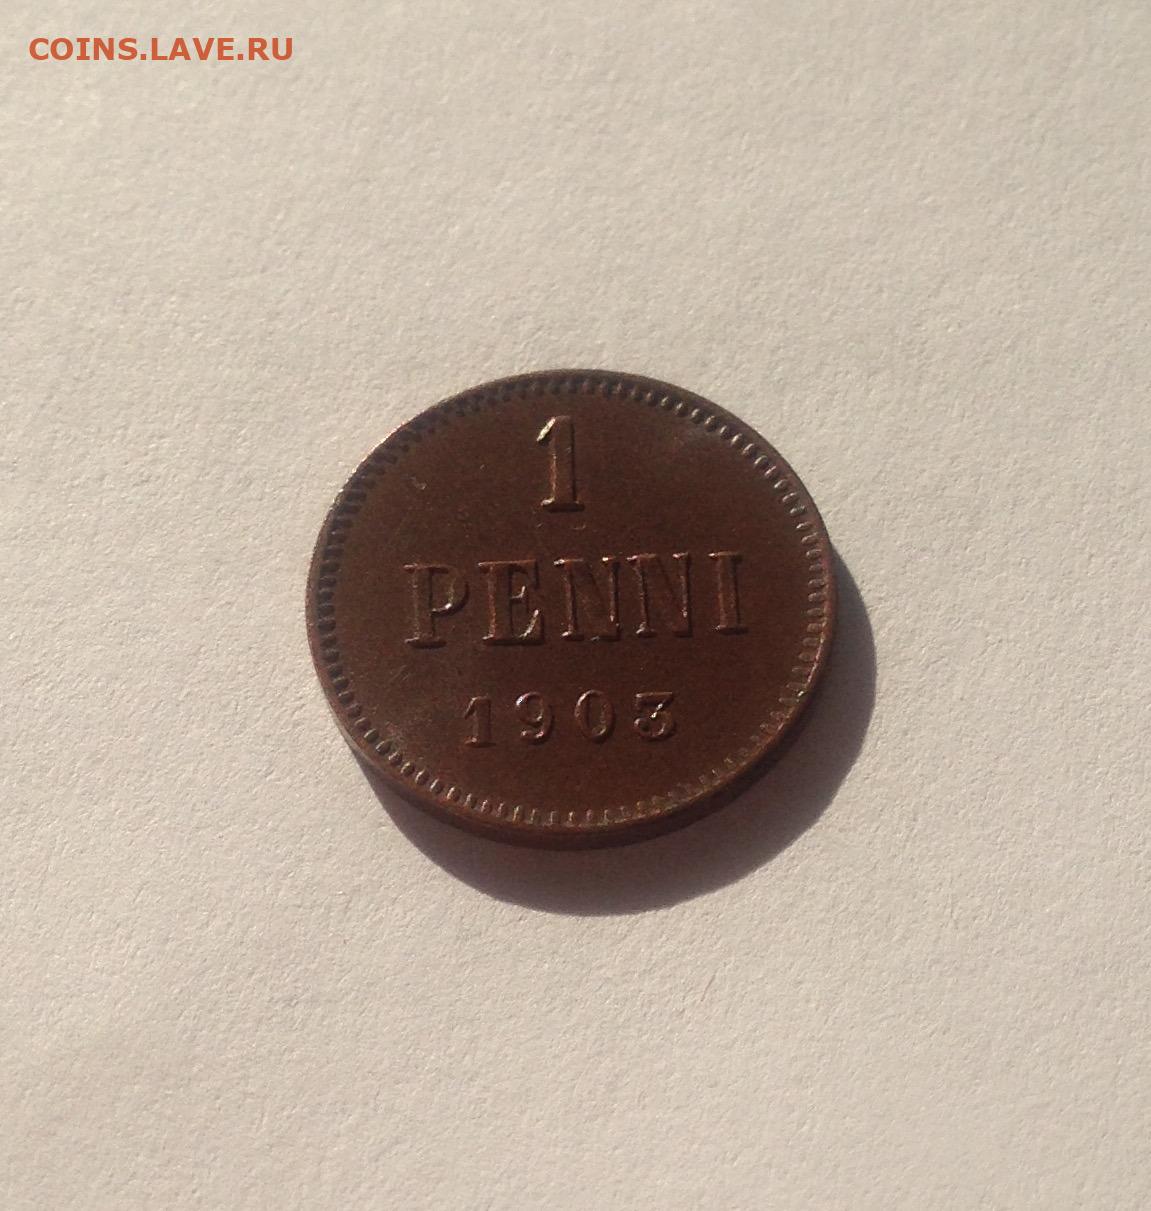 COINS.LAVE.RU
1
PENNI
1903